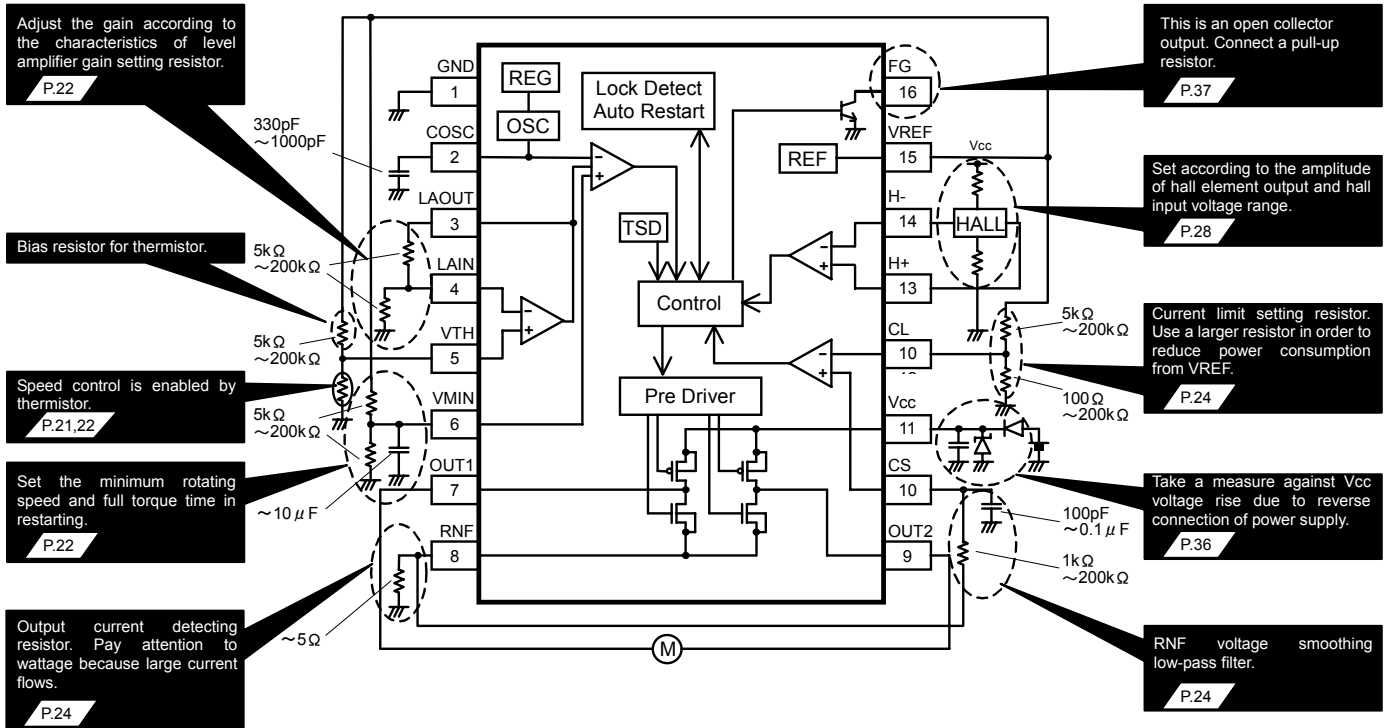 Adjust the gain according to
the characteristics of level
amplifier gain setting resistor.
P.22
Bias resistor for thermistor.
Speed control is enabled by
thermistor.
P.21,22
Set the minimum rotating
speed and full torque time in
restarting.
P.22
Output current detecting
resistor. Pay attention to
wattage because large current
flows.
P.24
330pF
~1000pF
5kΩ
~200kΩ
5kΩ
~200kΩ
5kΩ
~200kΩ
~10μF
~5Ω
GND
1
COSC
2
LAOUT
3
LAIN
4
VTH
5
VMIN
6
OUT1
7
RNF
8
REG
OSC
Lock Detect
Auto Restart
REF
TSD
Control
Pre Driver
−
+
−
+
−
+
−
+
M
FG
16
VREF
15
H-
14
H+
13
CL
10
Vcc
11
CS
10
OUT2
9
Vcc
HALL
5kΩ
~200kΩ
100Ω
~200kΩ
100pF
~0.1μF
1kΩ
~200kΩ
This is an open collector
output. Connect a pull-up
resistor.
P.37
Set according to the amplitude
of hall element output and hall
input voltage range.
P.28
Current limit setting resistor.
Use a larger resistor in order to
reduce power consumption
from VREF.
P.24
Take a measure against Vcc
voltage rise due to reverse
connection of power supply.
P.36
RNF voltage smoothing
low-pass filter.
P.24